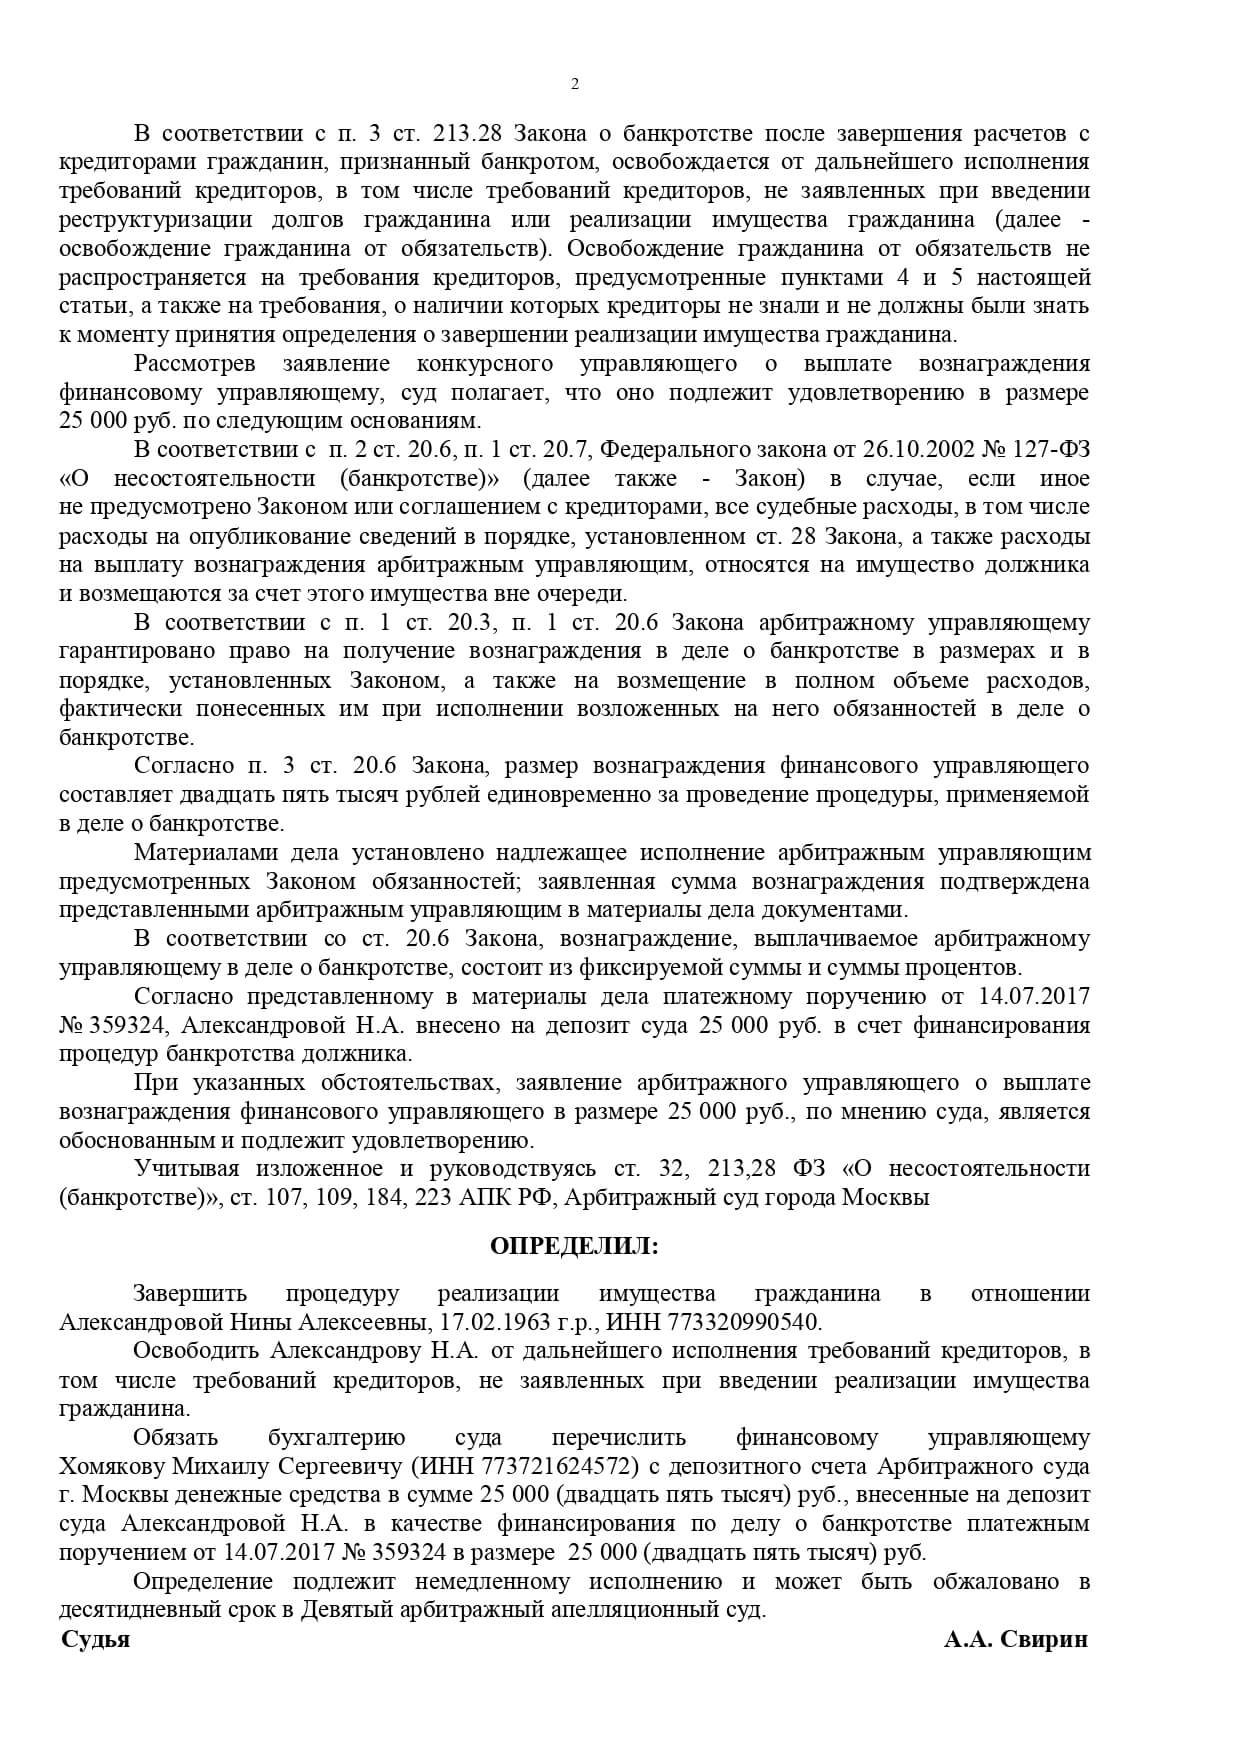 2
В соответствии с п. 3 ст. 213.28 Закона о банкротстве после завершения расчетов с
кредиторами гражданин, признанный банкротом, освобождается от дальнейшего исполнения
требований кредиторов, в том числе требований кредиторов, не заявленных при введении
реструктуризации долгов гражданина или реализации имущества гражданина (далее -
освобождение гражданина от обязательств). Освобождение гражданина от обязательств не
распространяется на требования кредиторов, предусмотренные пунктами 4 и 5 настоящей
статьи, а также на требования, о наличии которых кредиторы не знали и не должны были знать
к моменту принятия определения о завершении реализации имущества гражданина.
Рассмотрев заявление конкурсного управляющего о выплате вознаграждения
финансовому управляющему, суд полагает, что оно подлежит удовлетворению в размере
25 000 руб. по следующим основаниям.
В соответствии с п. 2 ст. 20.6, п. 1 ст. 20.7, Федерального закона от 26.10.2002 № 127-ФЗ
«О несостоятельности (банкротстве)» (далее также - Закон) в случае, если иное
не предусмотрено Законом или соглашением с кредиторами, все судебные расходы, в том числе
расходы на опубликование сведений в порядке, установленном ст. 28 Закона, а также расходы
на выплату вознаграждения арбитражным управляющим, относятся на имущество должника
и возмещаются за счет этого имущества вне очереди.
В соответствии с п. 1 ст. 20.3, п. 1 ст. 20.6 Закона арбитражному управляющему
гарантировано право на получение вознаграждения в деле о банкротстве в размерах и в
порядке, установленных Законом, а также на возмещение в полном объеме расходов,
фактически понесенных им при исполнении возложенных на него обязанностей в деле о
банкротстве.
Согласно п. 3 ст. 20.6 Закона, размер вознаграждения финансового управляющего
составляет двадцать пять тысяч рублей единовременно за проведение процедуры, применяемой
в деле о банкротстве.
Материалами дела установлено надлежащее исполнение арбитражным управляющим
предусмотренных Законом обязанностей; заявленная сумма вознаграждения подтверждена
представленными арбитражным управляющим в материалы дела документами.
В соответствии со ст. 20.6 Закона, вознаграждение, выплачиваемое арбитражному
управляющему в деле о банкротстве, состоит из фиксируемой суммы и суммы процентов.
Согласно представленному в материалы дела платежному поручению от 14.07.2017
№ 359324, Александровой Н.А. внесено на депозит суда 25 000 руб. в счет финансирования
процедур банкротства должника.
При указанных обстоятельствах, заявление арбитражного управляющего о выплате
вознаграждения финансового управляющего в размере 25 000 руб., по мнению суда, является
обоснованным и подлежит удовлетворению.
Учитывая изложенное и руководствуясь ст. 32, 213,28 ФЗ «О несостоятельности
(банкротстве)», ст. 107, 109, 184, 223 АПК РФ, Арбитражный суд города Москвы
ОПРЕДЕЛИЛ:
Завершить процедуру реализации имущества гражданина в отношении
Александровой Нины Алексеевны, 17.02.1963 г.р., ИНН 773320990540.
Освободить Александрову Н.А. от дальнейшего исполнения требований кредиторов, в
том числе требований кредиторов, не заявленных при введении реализации имущества
гражданина.
Обязать бухгалтерию суда перечислить финансовому управляющему
Хомякову Михаилу Сергеевичу (ИНН 773721624572) с депозитного счета Арбитражного суда
г. Москвы денежные средства в сумме 25 000 (двадцать пять тысяч) руб., внесенные на депозит
суда Александровой Н.А. в качестве финансирования по делу о банкротстве платежным
поручением от 14.07.2017 № 359324 в размере 25 000 (двадцать пять тысяч) руб.
Определение подлежит немедленному исполнению и может быть обжаловано в
десятидневный срок в Девятый арбитражный апелляционный суд.
Судья А.А. Свирин